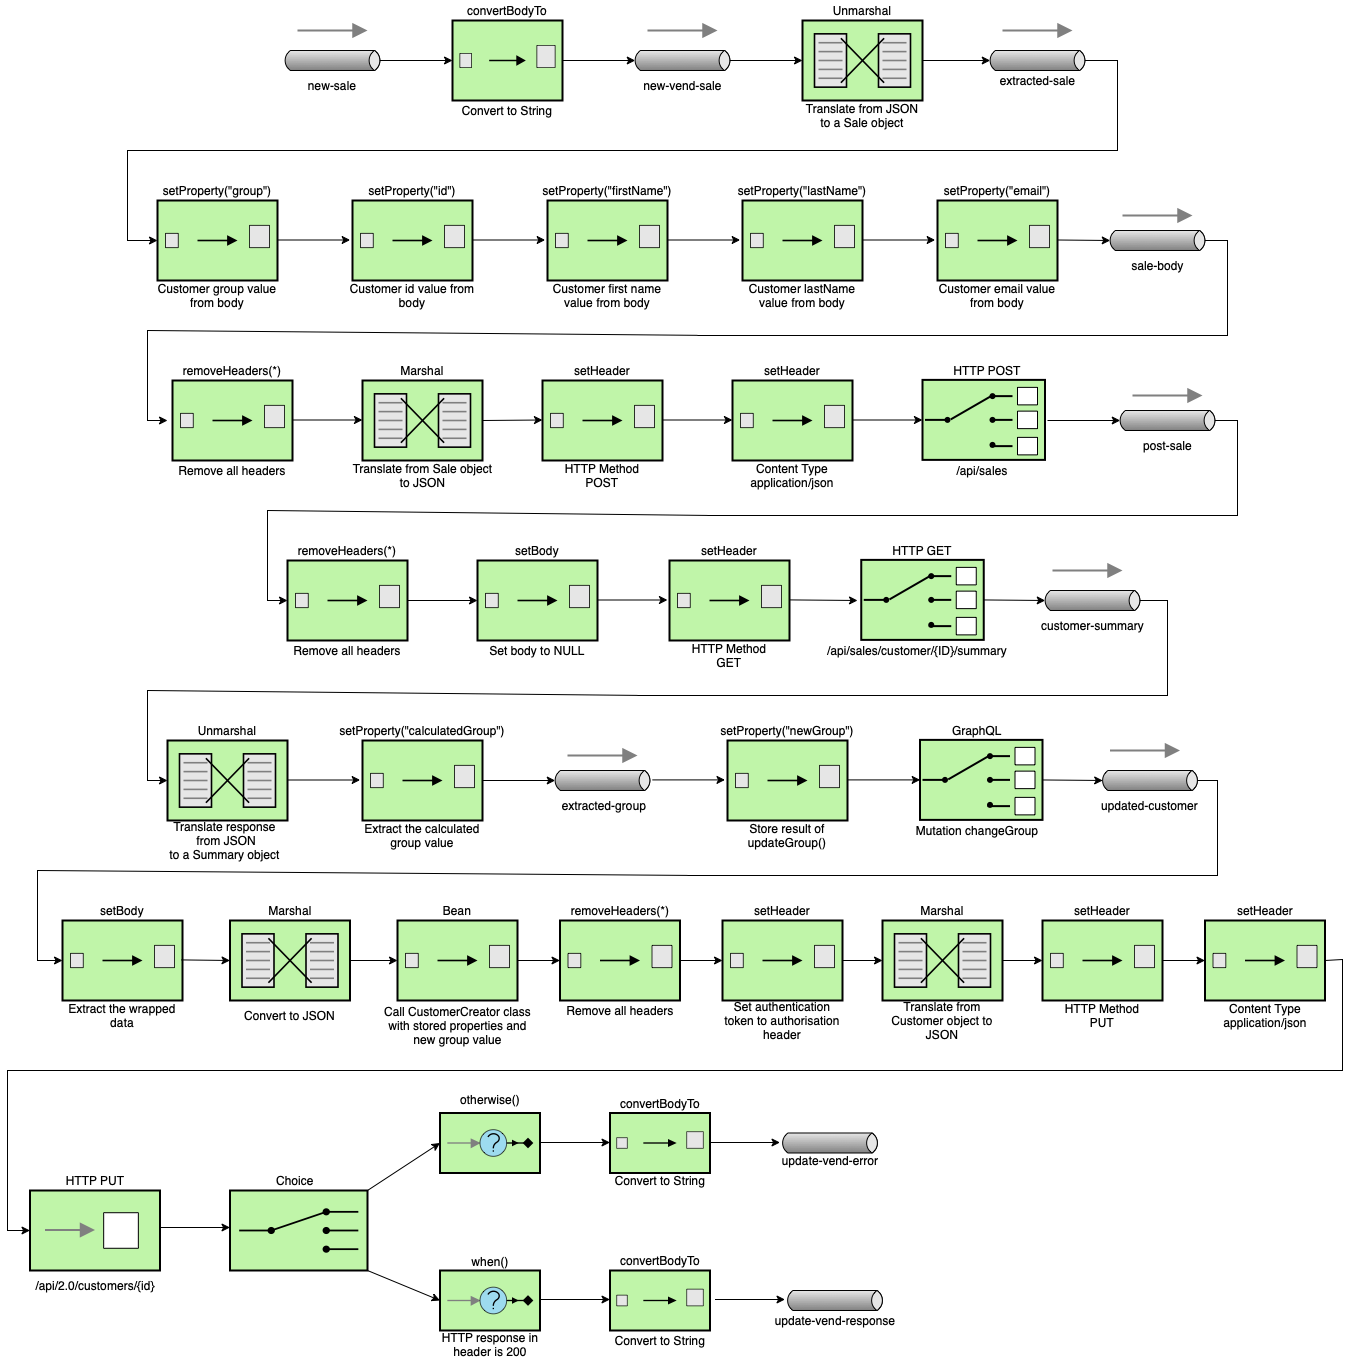 convertBodyTo
Unmarshal
new-sale
Convert to String
new-vend-sale
Translate from JSON
to a Sale object
extracted-sale
setProperty("group")
setProperty("id")
setProperty("firstName")
setProperty("lastName")
setProperty("email")
Customer group value
from body
Customer id value from
body
Customer first name
value from body
Customer lastName
value from body
Customer email value
from body
sale-body
removeHeaders(*)
Marshal
setHeader
setHeader
HTTP POST
Remove all headers
Translate from Sale object
to JSON
HTTP Method
POST
Content Type
application/json
/api/sales
post-sale
removeHeaders(*)
setBody
setHeader
HTTP GET
Remove all headers
Set body to NULL
HTTP Method
GET
/api/sales/customer/{ID}/summary
customer-summary
Unmarshal
setProperty("calculatedGroup")
setProperty("newGroup")
GraphQL
Translate response
from JSON
to a Summary object
Extract the calculated
group value
extracted-group
Store result of
updateGroup()
Mutation changeGroup
updated-customer
setBody
Marshal
Bean
removeHeaders(*)
setHeader
Marshal
setHeader
setHeader
Extract the wrapped
data
Convert to JSON
Call CustomerCreator class
with stored properties and
new group value
Remove all headers
Set authentication
token to authorisation
header
Translate from
Customer object to
JSON
HTTP Method
PUT
Content Type
application/json
otherwise()
convertBodyTo
Convert to String
update-vend-error
HTTP PUT
Choice
/api/2.0/customers/{id}
when()
convertBodyTo
HTTP response in
header is 200
Convert to String
update-vend-response